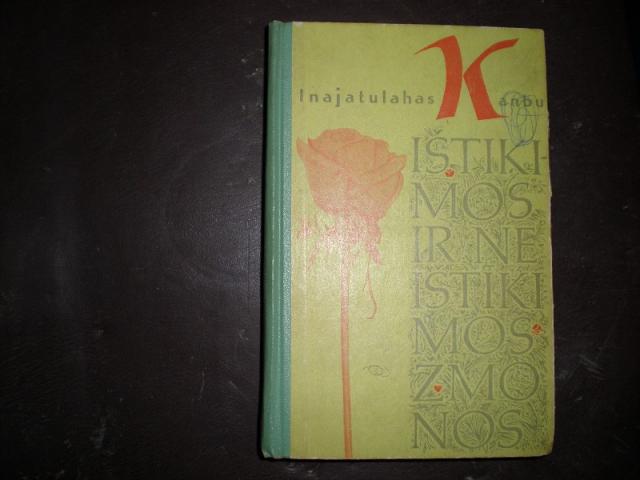 Inajatulahas Kanbu
IŠTIKI-
MOS
IR NE
IŠTIKI
MOS
ŽMO
NOS